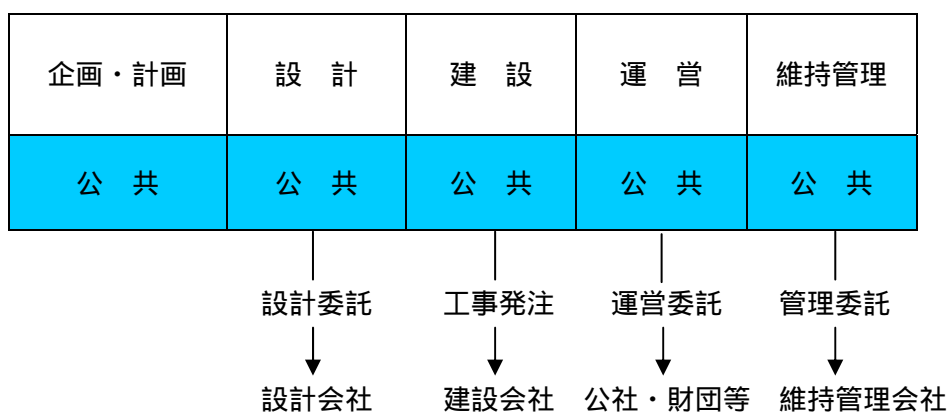 企画・計画 設　計 建　設 運　営 維持管理
公　共 公　共 公　共 公　共 公　共
設計委託 工事発注 運営委託 管理委託
設計会社 建設会社 公社・財団等 維持管理会社